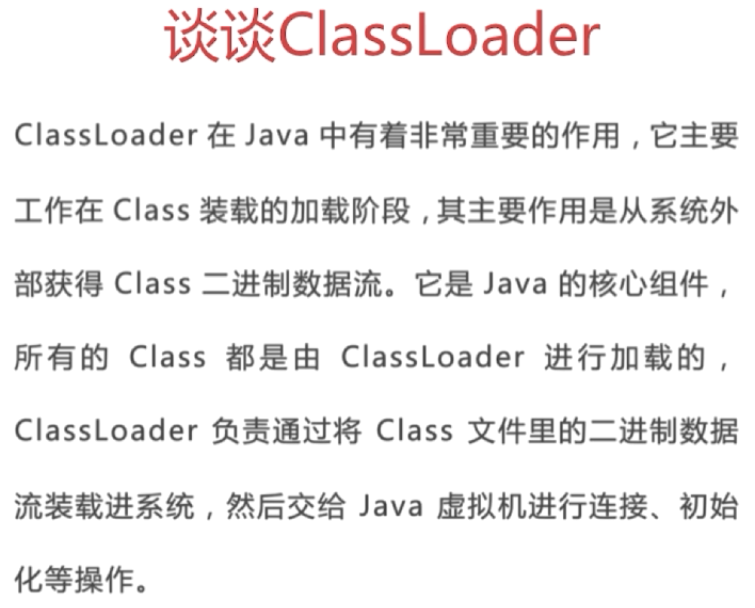 谈谈ClassLoader
ClassLoader 在 Java 中有着非常重要的作用，它主要
工作在 Class 装载的加载阶段，其主要作用是从系统外
部获得 Class 二进制数据流。它是 Java 的核心组件，
所有的 Class 都是由 ClassLoader 进行加载的，
ClassLoader 负责通过将 Class 文件里的二进制数据
流装载进系统，然后交给 Java 虚拟机进行连接、初始
化等操作。